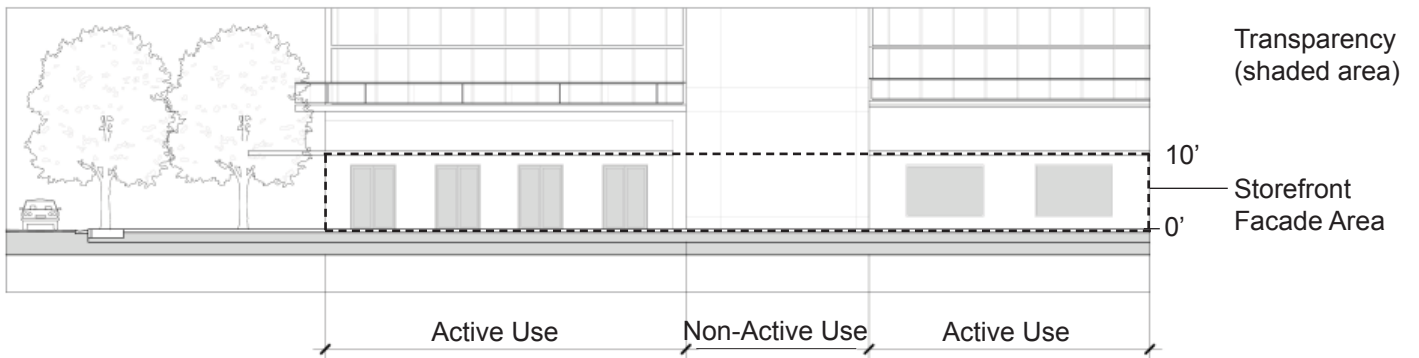 Transparency
(shaded area)
10’
Storefront
Facade Area
0’
Active Use
Non-Active Use
Active Use